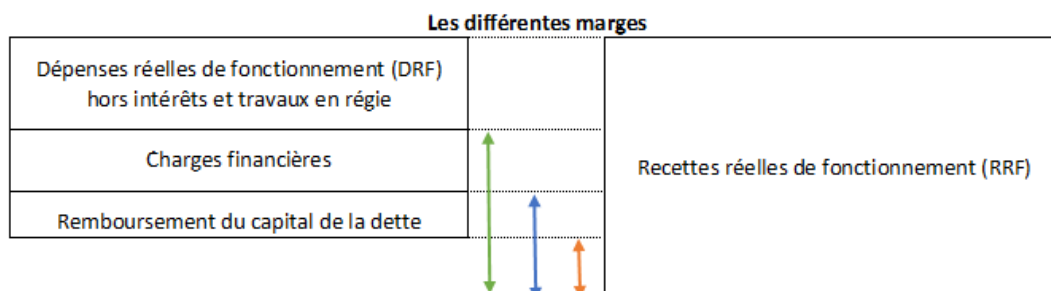 Les différentes marges
Dépenses réelles de fonctionnement (DRF)
hors intérêts et travaux en régie
Charges financières
Remboursement du capital de la dette
Recettes réelles de fonctionnement (RRF)